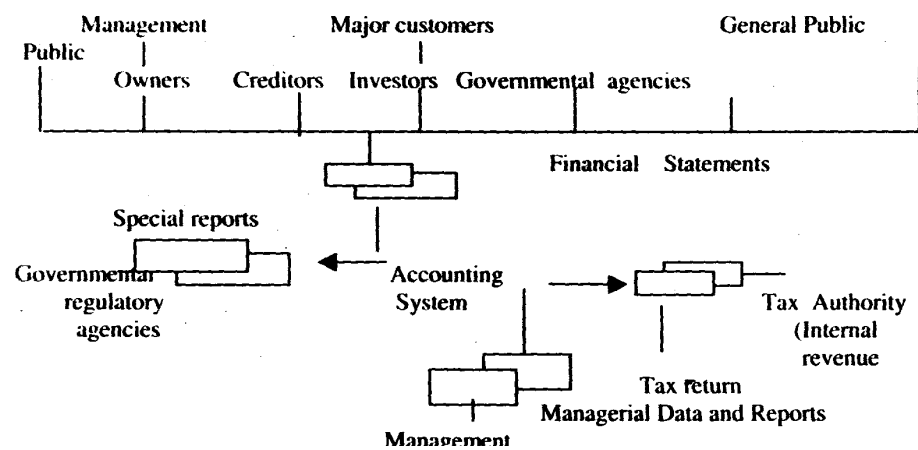 Management Major customers General Public
Public
Owners Creditors Investors Governmental agencies
Financial Statements
Special reports
Governmental
regulatory
agencies
Accounting
System
Tax Authority
(Internal
revenue
Tax return
Managerial Data and Reports
Management